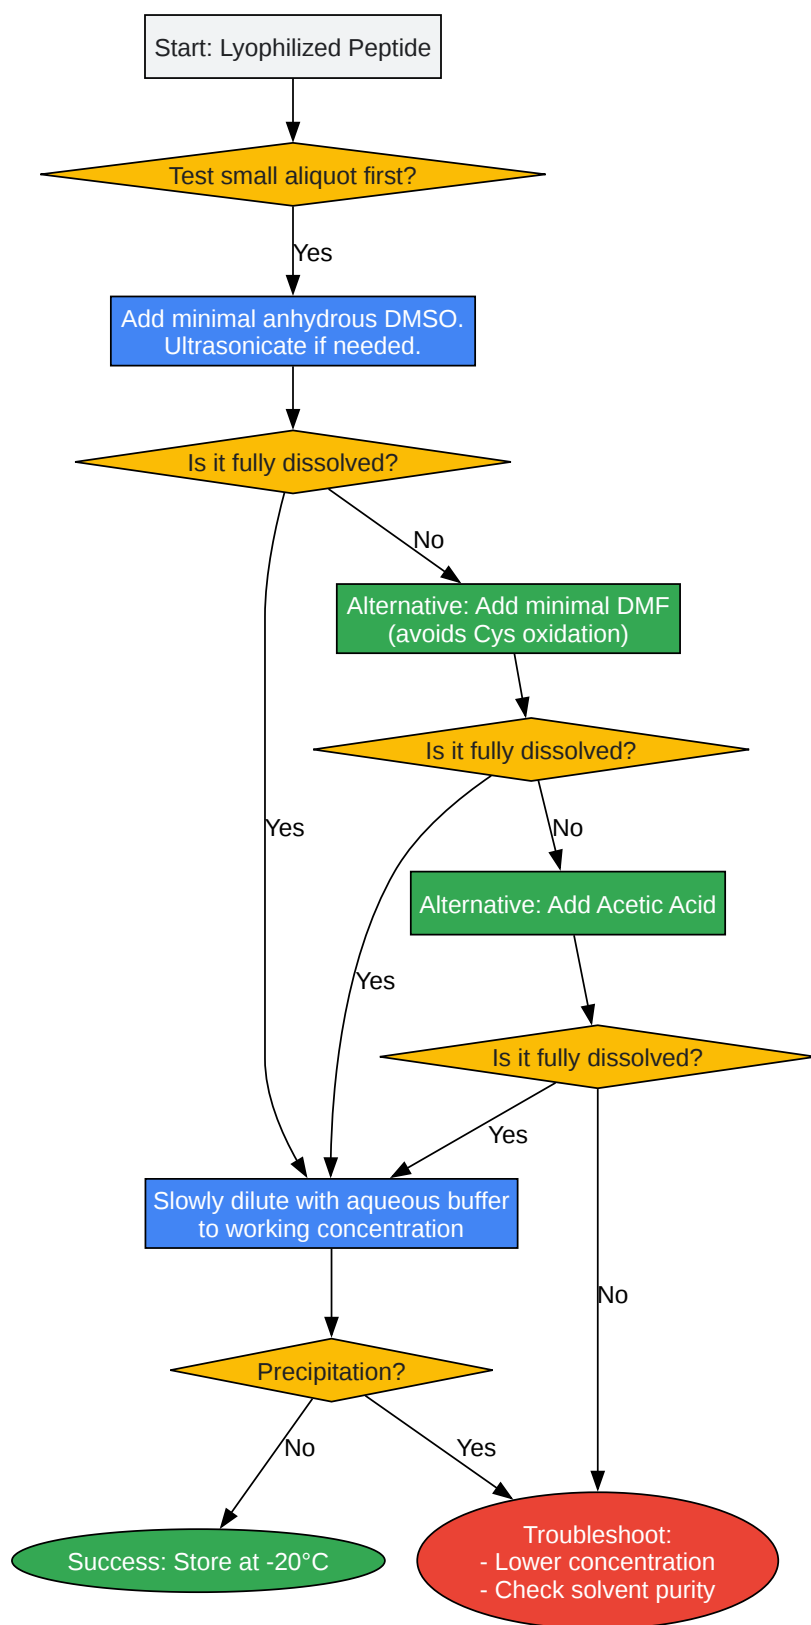 Start: Lyophilized Peptide
Test small aliquot first?
Yes
Add minimal anhydrous DMSO.
Ultrasonicate if needed.
Is it fully dissolved?
No
Alternative: Add minimal DMF
(avoids Cys oxidation)
Is it fully dissolved?
Yes
No
Alternative: Add Acetic Acid
Yes
Is it fully dissolved?
Yes
Slowly dilute with aqueous buffer
to working concentration
No
Precipitation?
No
Yes
Success: Store at -20°C
Troubleshoot:
- Lower concentration
- Check solvent purity